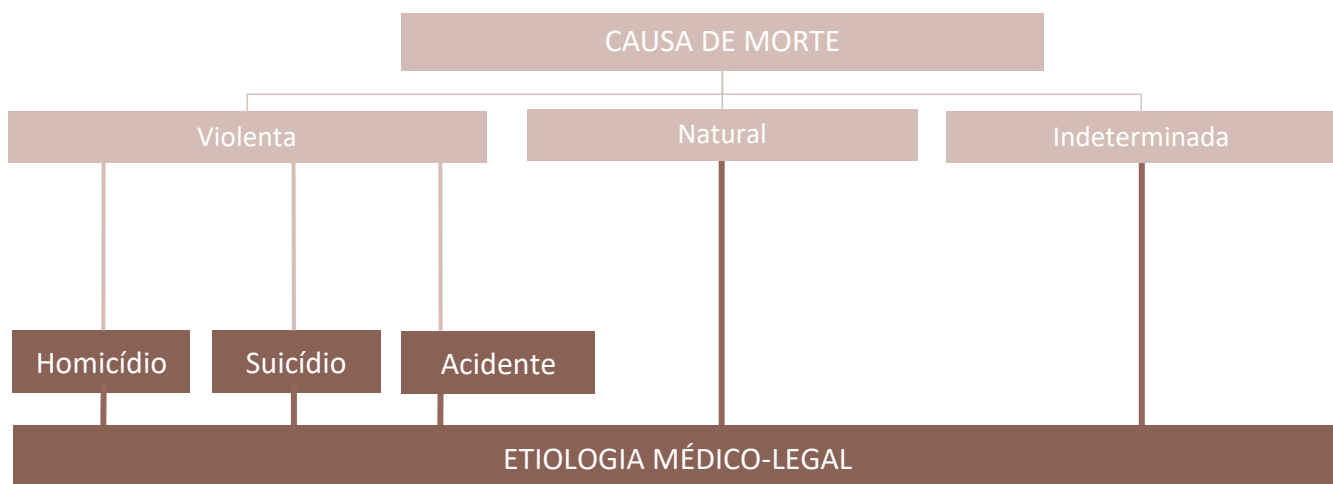 CAUSA DE MORTE
Violenta
Natural
Indeterminada
Homicídio
Suicídio
Acidente
ETIOLOGIA MÉDICO-LEGAL